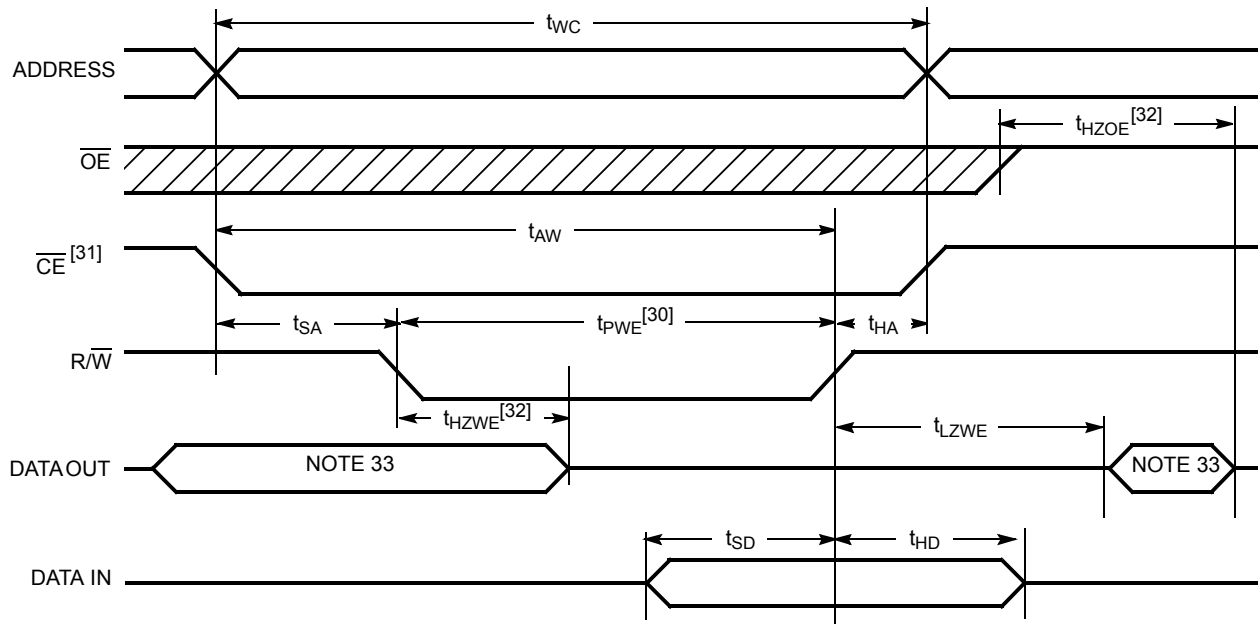 tWC
ADDRESS
tHZOE[32]
OE
tAW
CE [31]
tSA
tPWE[30]
tHA
R/W
tHZWE[32]
tLZWE
DATA OUT
NOTE 33
NOTE 33
tSD
tHD
DATA IN